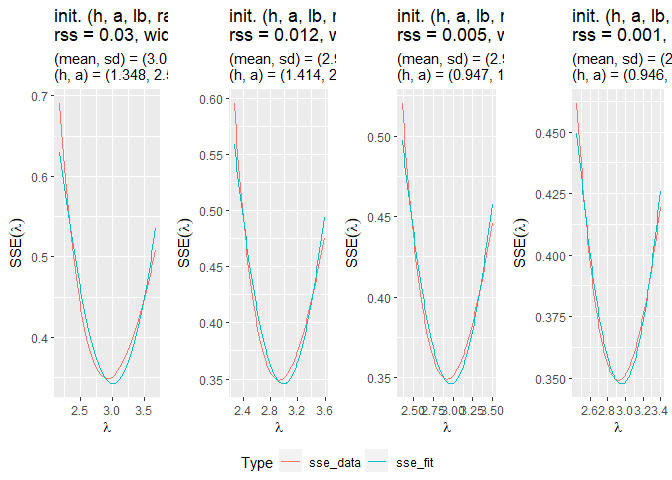 init. (h, a, lb, ra
rss = 0.03, wid
(mean, sd) = (3.0
(h, a) = (1.348, 2.5
0.7
0.6
0.5
0.4
SSE(λ)
2.5 3.0 3.5
λ
init. (h, a, lb, r
rss = 0.012, w
(mean, sd) = (2.9
(h, a) = (1.414, 2
0.60
0.55
0.50
0.45
0.40
0.35
SSE(λ)
2.4 2.8 3.2 3.6
λ
init. (h, a, lb, r
rss = 0.005, w
(mean, sd) = (2.9
(h, a) = (0.947, 1
0.50
0.45
0.40
0.35
SSE(λ)
2.50 2.75 3.00 3.25 3.50
λ
init. (h, a, lb,
rss = 0.001,
(mean, sd) = (2
(h, a) = (0.946,
0.450
0.425
0.400
0.375
0.350
SSE(λ)
2.6 2.8 3.0 3.2 3.4
λ
Type sse_data sse_fit